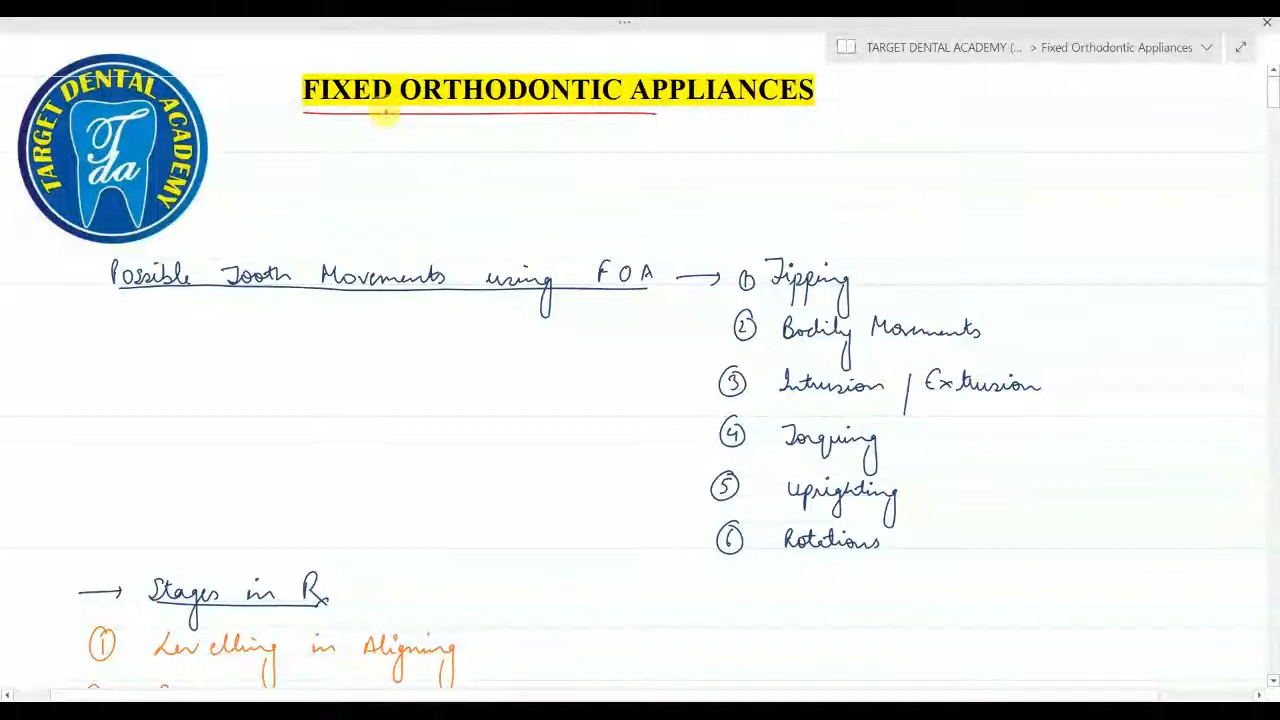 TARGET DENTAL ACADEMY (... > Fixed Orthodontic Appliances
FIXED ORTHODONTIC APPLIANCES
TARGET DENTAL ACADEMY
Tda
Possible Tooth Movements using FOA → ① Tipping
② Bodily Movements
③ Intrusion / Extrusion
④ Torquing
⑤ Uprighting
⑥ Rotations
→ Stages in Rx
① Levelling in Aligning